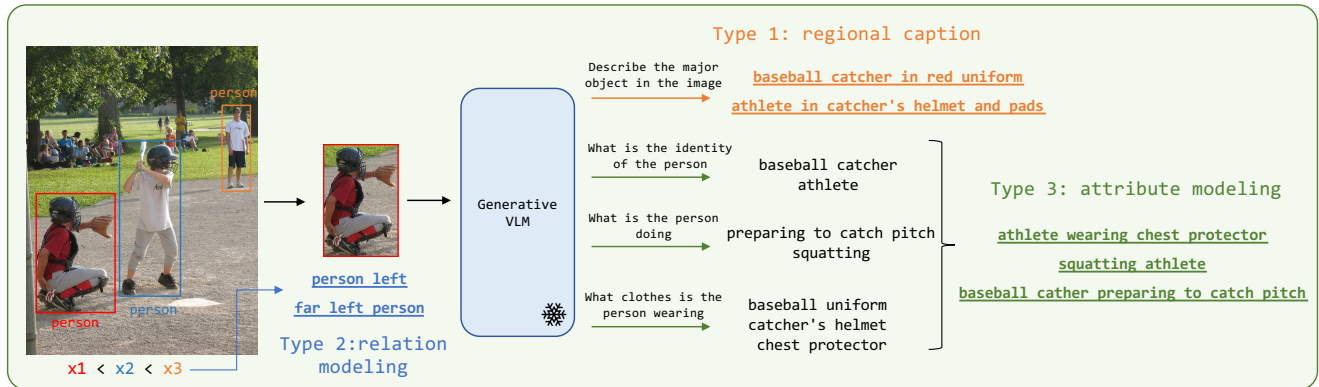 Type 1: regional caption
Describe the major
object in the image
baseball catcher in red uniform
athlete in catcher's helmet and pads
person
person
person
x1 < x2 < x3
person left
far left person
Type 2:relation
modeling
Generative
VLM
What is the identity
of the person
baseball catcher
athlete
What is the person
doing
preparing to catch pitch
squatting
What clothes is the
person wearing
baseball uniform
catcher's helmet
chest protector
Type 3: attribute modeling
athlete wearing chest protector
squatting athlete
baseball cather preparing to catch pitch